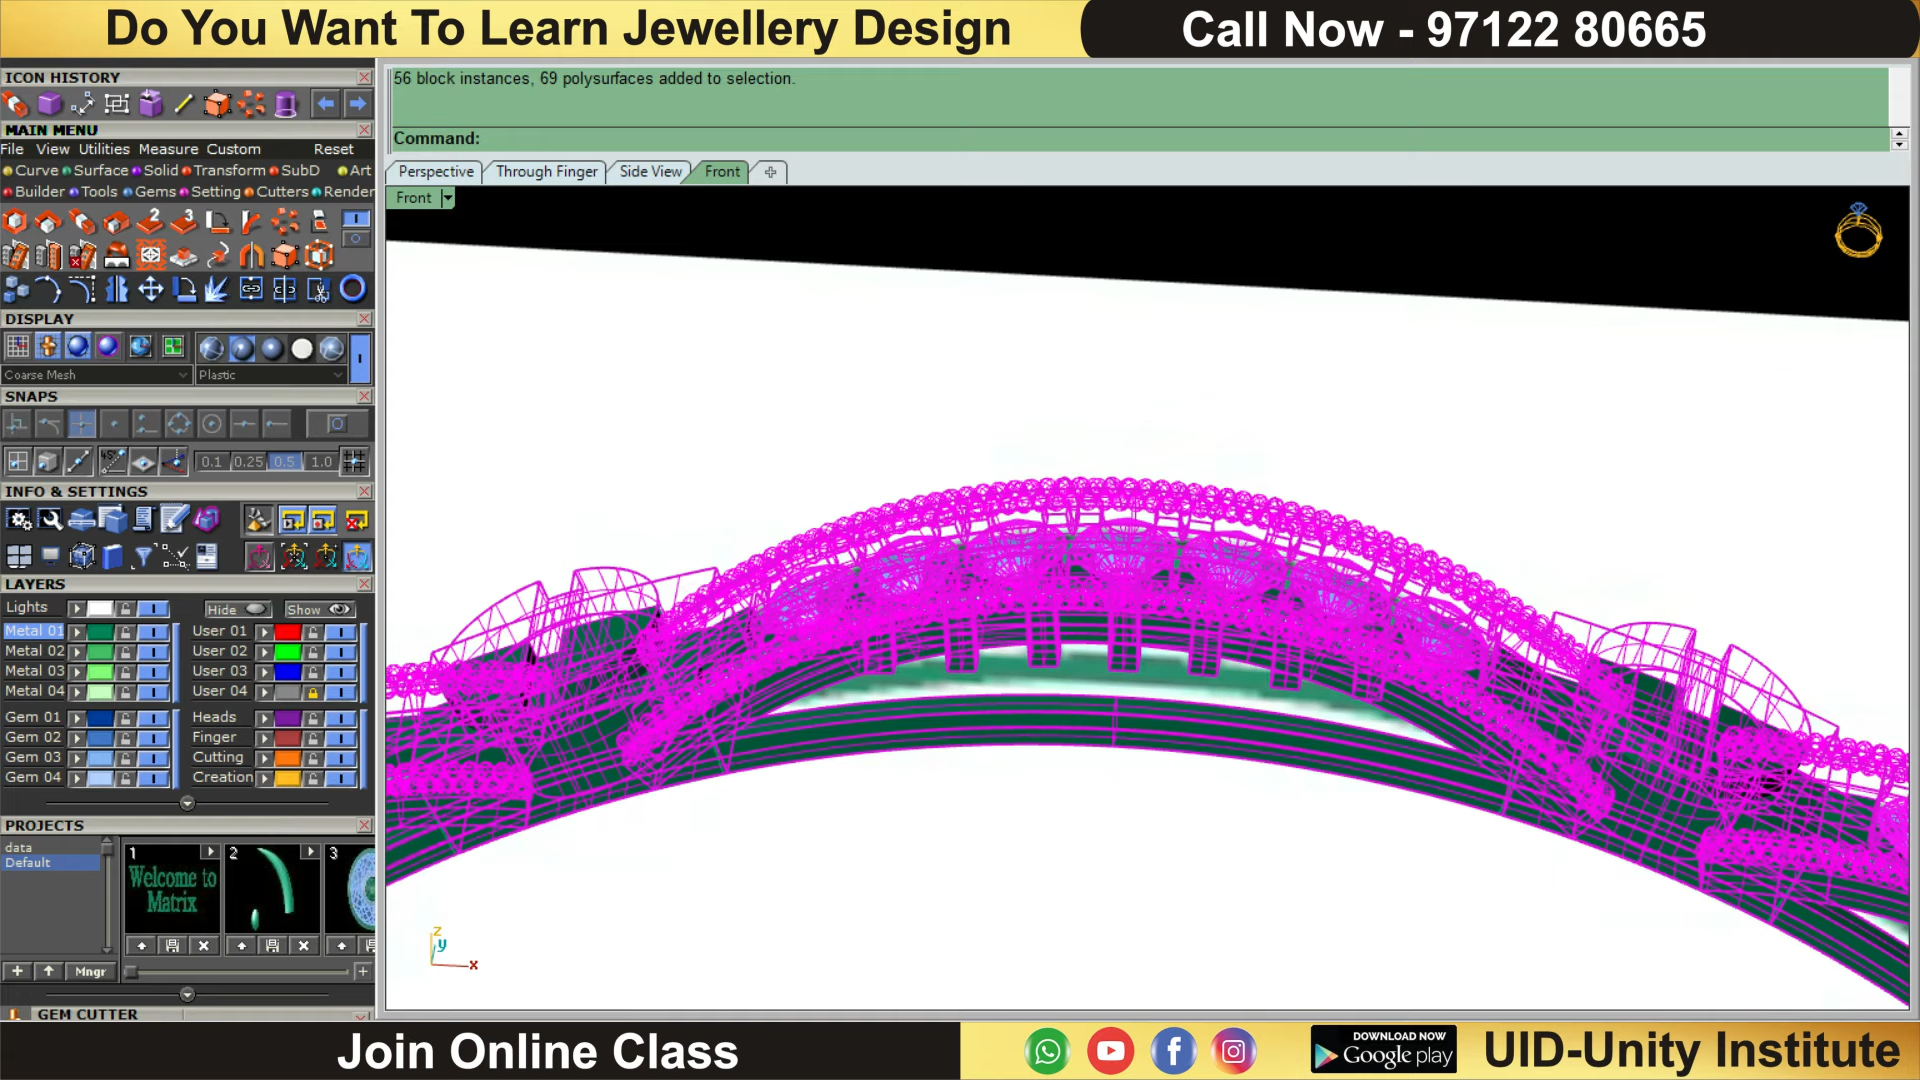 Do You Want To Learn Jewellery Design
Call Now - 97122 80665
ICON HISTORY
MAIN MENU
File View Utilities Measure Custom Reset
Curve Surface Solid Transform SubD Art
Builder Tools Gems Setting Cutters Render
2 3
DISPLAY
Coarse Mesh Plastic
SNAPS
45°
0.1 0.25 0.5 1.0
INFO & SETTINGS
LAYERS
Lights Hide Show
Metal 01 User 01
Metal 02 User 02
Metal 03 User 03
Metal 04 User 04
Gem 01 Heads
Gem 02 Finger
Gem 03 Cutting
Gem 04 Creation
PROJECTS
data
Default
1 2 3
Welcome to
Matrix
Mngr
GEM CUTTER
56 block instances, 69 polysurfaces added to selection.
Command:
Perspective Through Finger Side View Front
Front
z
y
x
Join Online Class
DOWNLOAD NOW
Google play
UID-Unity Institute